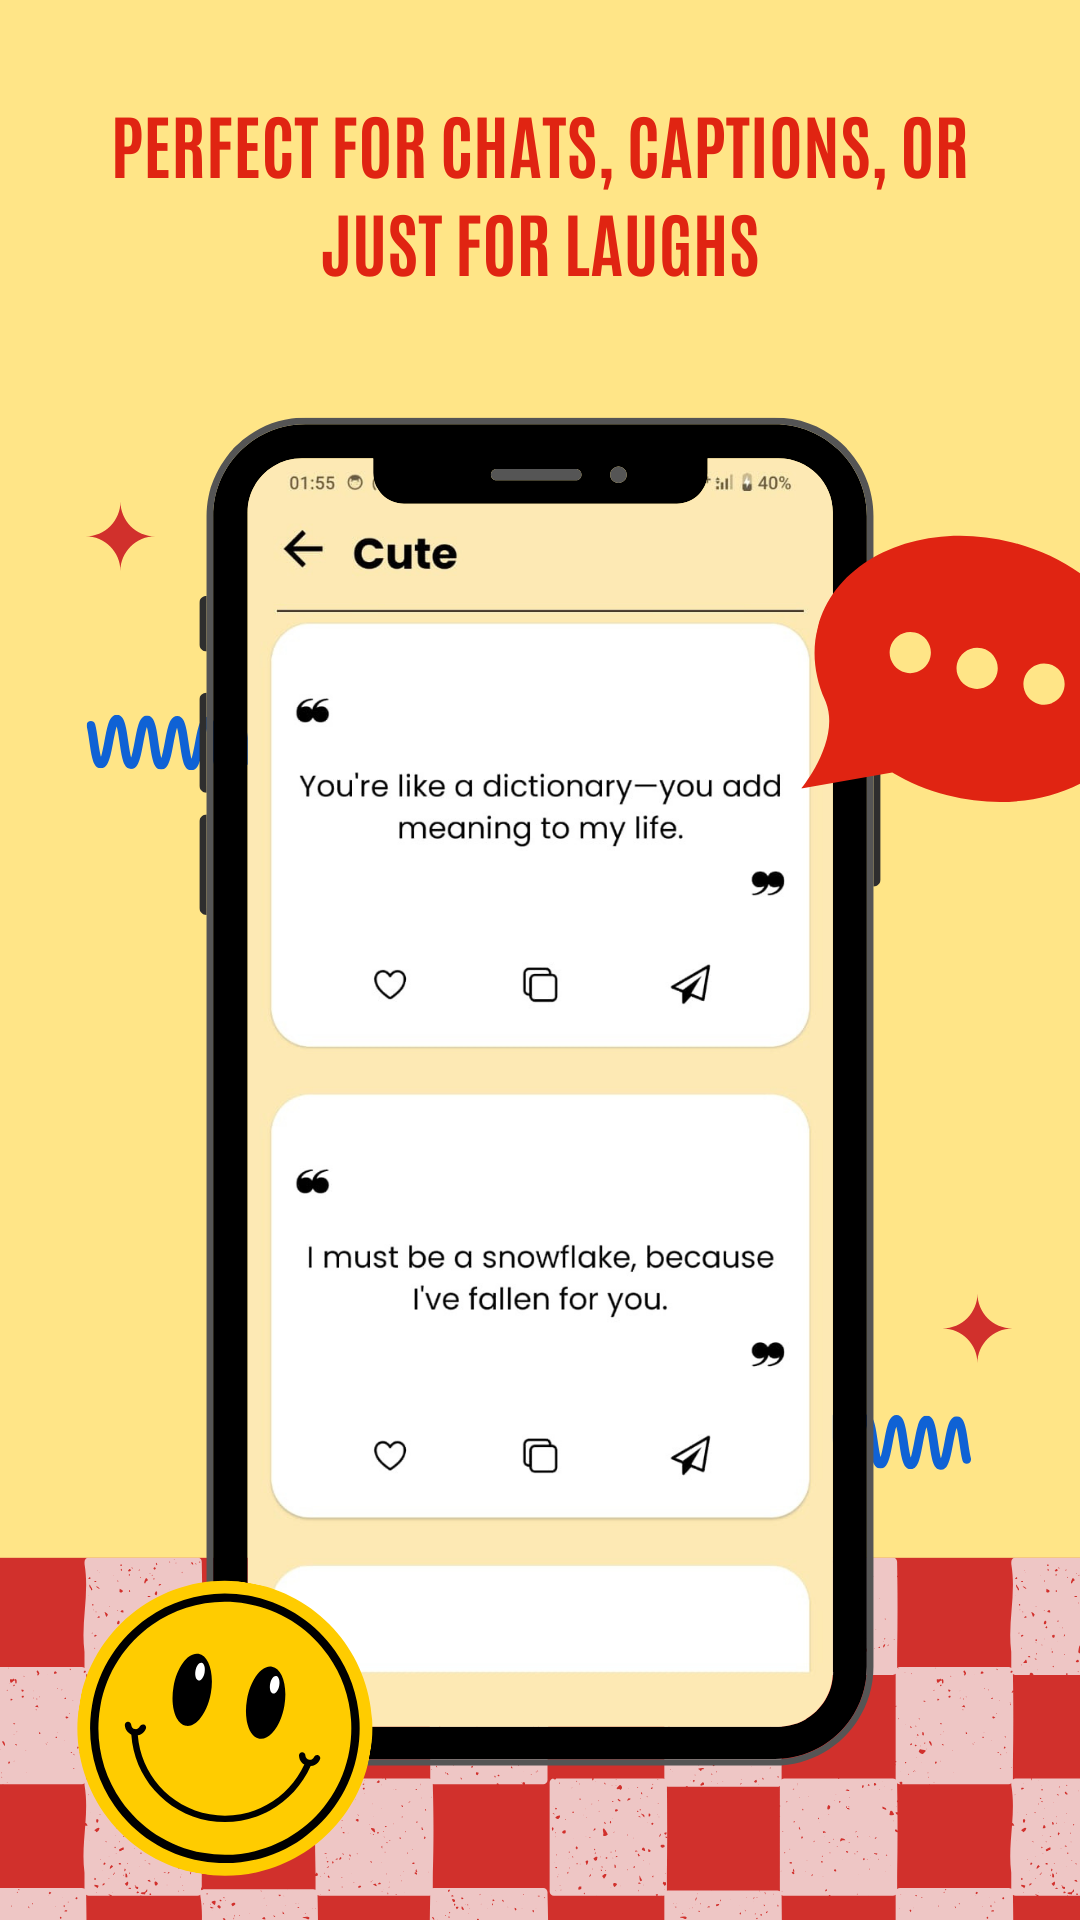 PERFECT FOR CHATS, CAPTIONS, OR
JUST FOR LAUGHS
01:55
40%
Cute
❝
You're like a dictionary—you add
meaning to my life.
❞
❝
I must be a snowflake, because
I've fallen for you.
❞